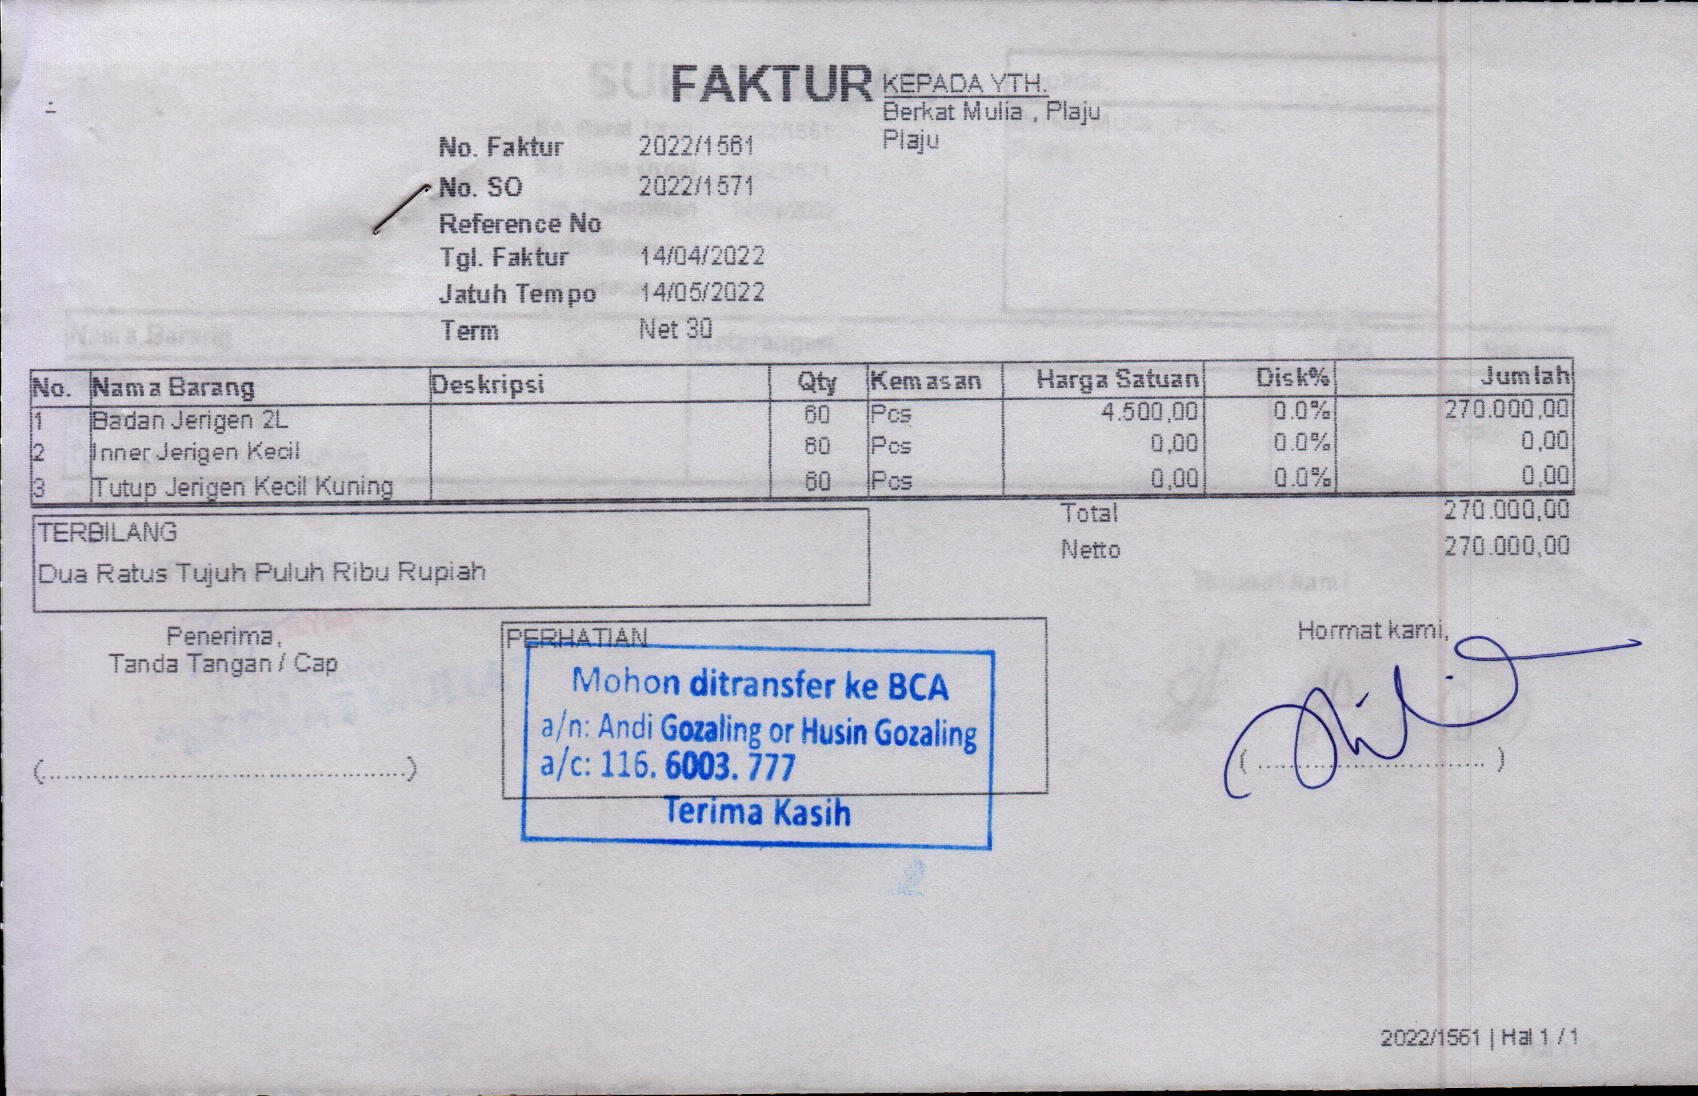 FAKTUR
KEPADA YTH.
Berkat Mulia , Plaju
Plaju
No. Faktur 2022/1561
No. SO 2022/1571
Reference No
Tgl. Faktur 14/04/2022
Jatuh Tempo 14/05/2022
Term Net 30
No. Nama Barang Deskripsi Qty Kemasan Harga Satuan Disk% Jumlah
1 Badan Jerigen 2L 60 Pcs 4.500,00 0.0% 270.000,00
2 Inner Jerigen Kecil 60 Pcs 0,00 0.0% 0,00
3 Tutup Jerigen Kecil Kuning 60 Pcs 0,00 0.0% 0,00
Total 270.000,00
Netto 270.000,00
TERBILANG
Dua Ratus Tujuh Puluh Ribu Rupiah
Penerima,
Tanda Tangan / Cap
(...........................................)
PERHATIAN
Mohon ditransfer ke BCA
a/n: Andi Gozaling or Husin Gozaling
a/c: 116. 6003. 777
Terima Kasih
Hormat kami,
(..............................)
2022/1561 | Hal 1 / 1